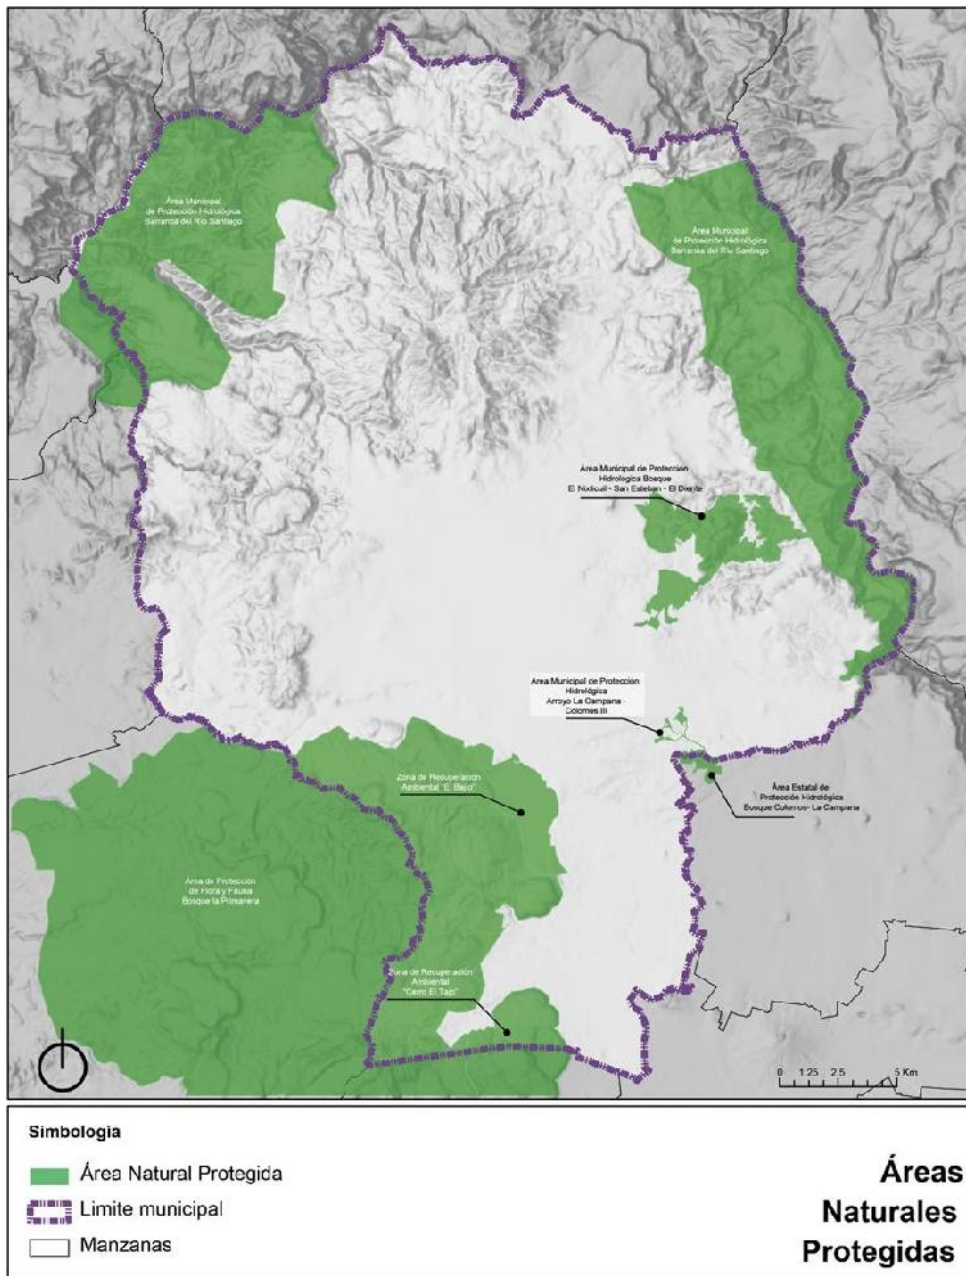 Área Municipal
de Protección Hidrológica
Barranca del Río Santiago
Área Municipal
de Protección Hidrológica
Barranca del Río Santiago
Área Municipal de Protección
Hidrológica Bosque
El Nixticuil - San Esteban - El Diente
Área Municipal de Protección
Hidrológica
Arroyo La Campana -
Colomos III
Zona de Recuperación
Ambiental "El Bajío"
Área Estatal de
Protección Hidrológica
Bosque Colomos- La Campana
Área de Protección
de Flora y Fauna
Bosque la Primavera
Zona de Recuperación
Ambiental
"Cerro El Tajo"
0 1.25 2.5 5 Km
Simbología
Área Natural Protegida
Limite municipal
Manzanas
Áreas
Naturales
Protegidas